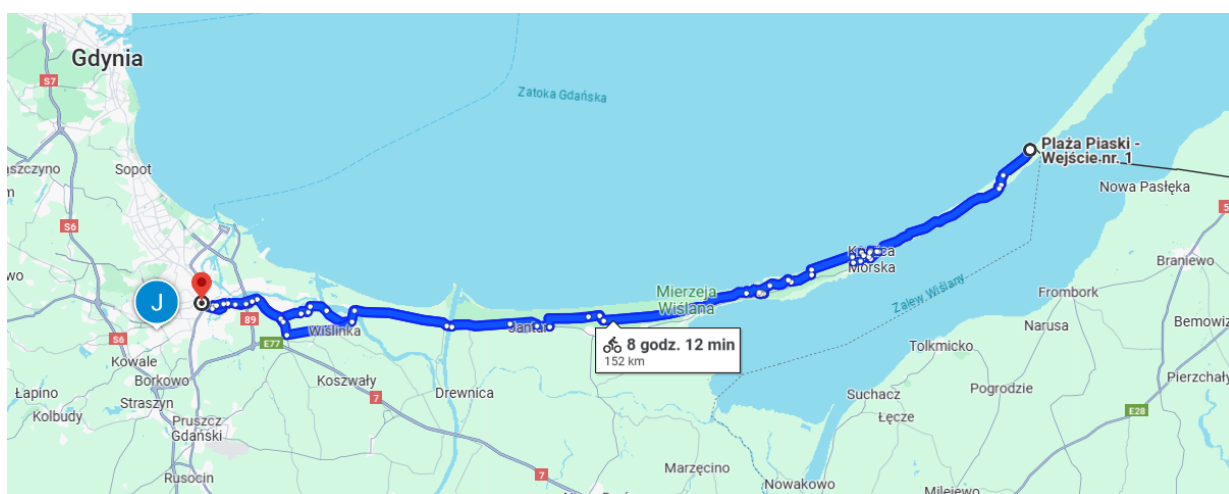 Gdynia
S7
Zatoka Gdańska
Plaża Piaski -
Wejście nr. 1
aszczyno
Sopot
Nowa Pasłęka
S6
Mierzeja
Wiślana
Zalew Wiślany
Braniewo
J
89
Wiślinka
Jantar
Frombork
Bemowiz
S6
E77
8 godz. 12 min
152 km
Narusa
Kowale
Tolkmicko
Borkowo
Koszwały
Drewnica
Suchacz
Pogrodzie
Pierzchały
Łapino
Straszyn
7
Łęcze
E28
Kolbudy
Pruszcz
Gdański
Marzęcino
Rusocin
7
Nowakowo
Milejewo